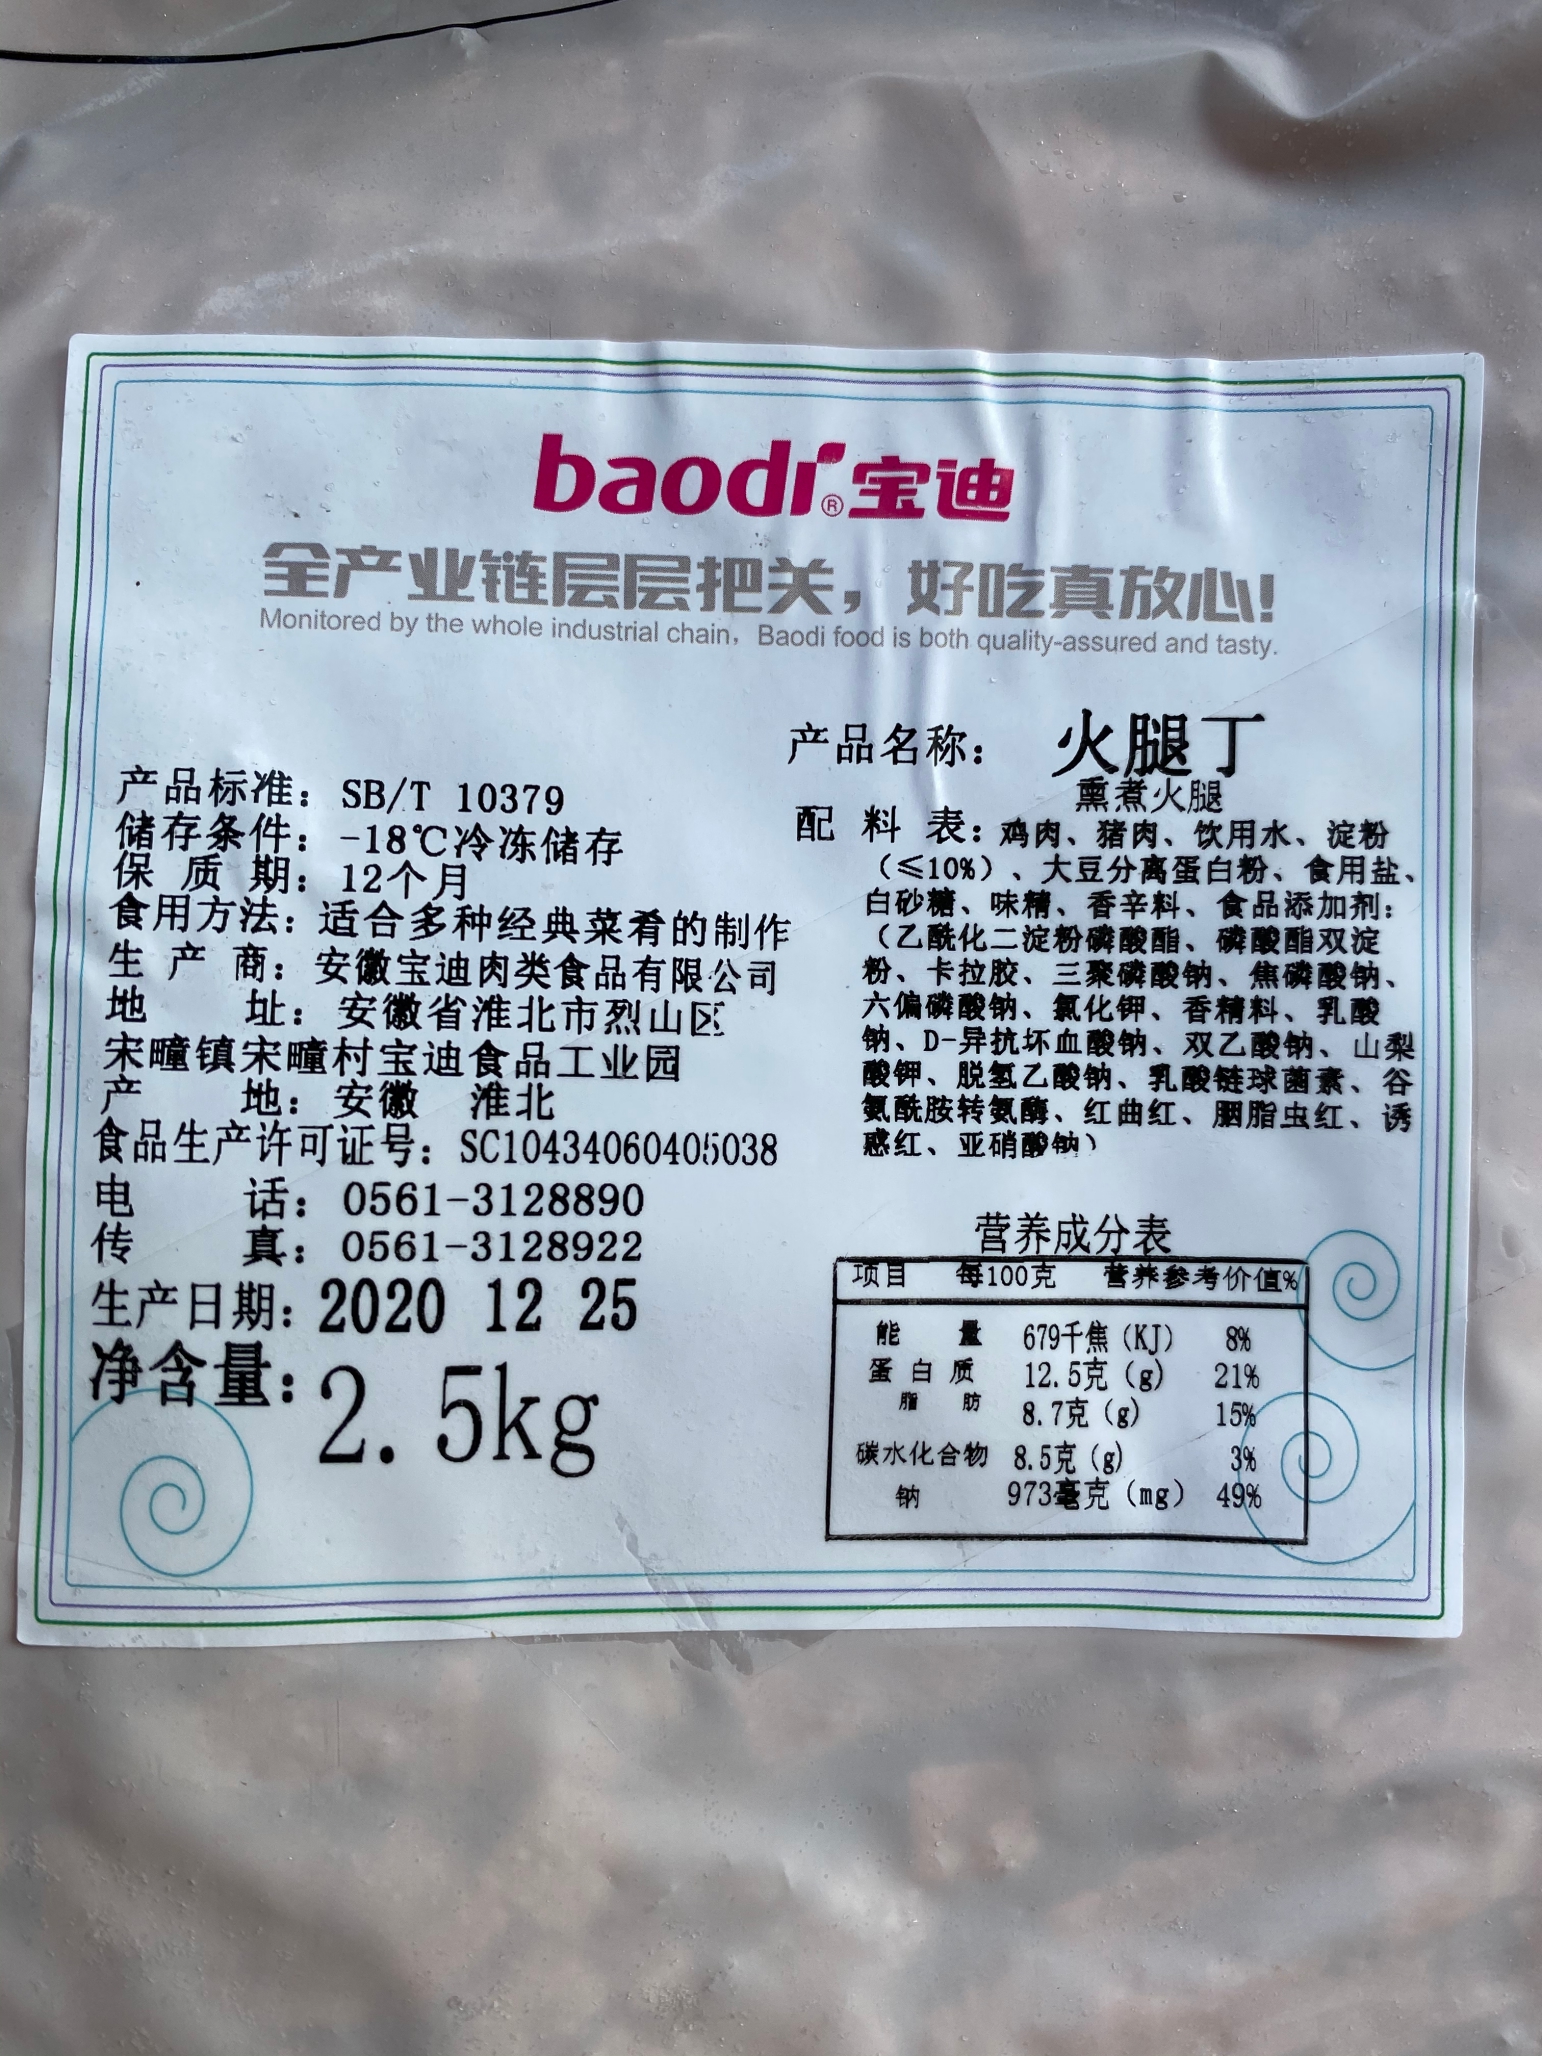 baodi®宝迪
全产业链层层把关，好吃真放心!
Monitored by the whole industrial chain, Baodi food is both quality-assured and tasty.
产品标准：SB/T 10379
储存条件：-18℃冷冻储存
保质期：12个月
食用方法：适合多种经典菜肴的制作
生产商：安徽宝迪肉类食品有限公司
地址：安徽省淮北市烈山区
宋疃镇宋疃村宝迪食品工业园
产地：安徽 淮北
食品生产许可证号：SC10434060405038
电话：0561-3128890
传真：0561-3128922
生产日期：2020 12 25
净含量：2.5kg
产品名称：火腿丁
熏煮火腿
配料表：鸡肉、猪肉、饮用水、淀粉
（≤10%）、大豆分离蛋白粉、食用盐、
白砂糖、味精、香辛料、食品添加剂：
（乙酰化二淀粉磷酸酯、磷酸酯双淀
粉、卡拉胶、三聚磷酸钠、焦磷酸钠、
六偏磷酸钠、氯化钾、香精料、乳酸
钠、D-异抗坏血酸钠、双乙酸钠、山梨
酸钾、脱氢乙酸钠、乳酸链球菌素、谷
氨酰胺转氨酶、红曲红、胭脂虫红、诱
惑红、亚硝酸钠）
营养成分表
项目 每100克 营养参考价值%
能量 679千焦（KJ） 8%
蛋白质 12.5克（g） 21%
脂肪 8.7克（g） 15%
碳水化合物 8.5克（g） 3%
钠 973毫克（mg） 49%